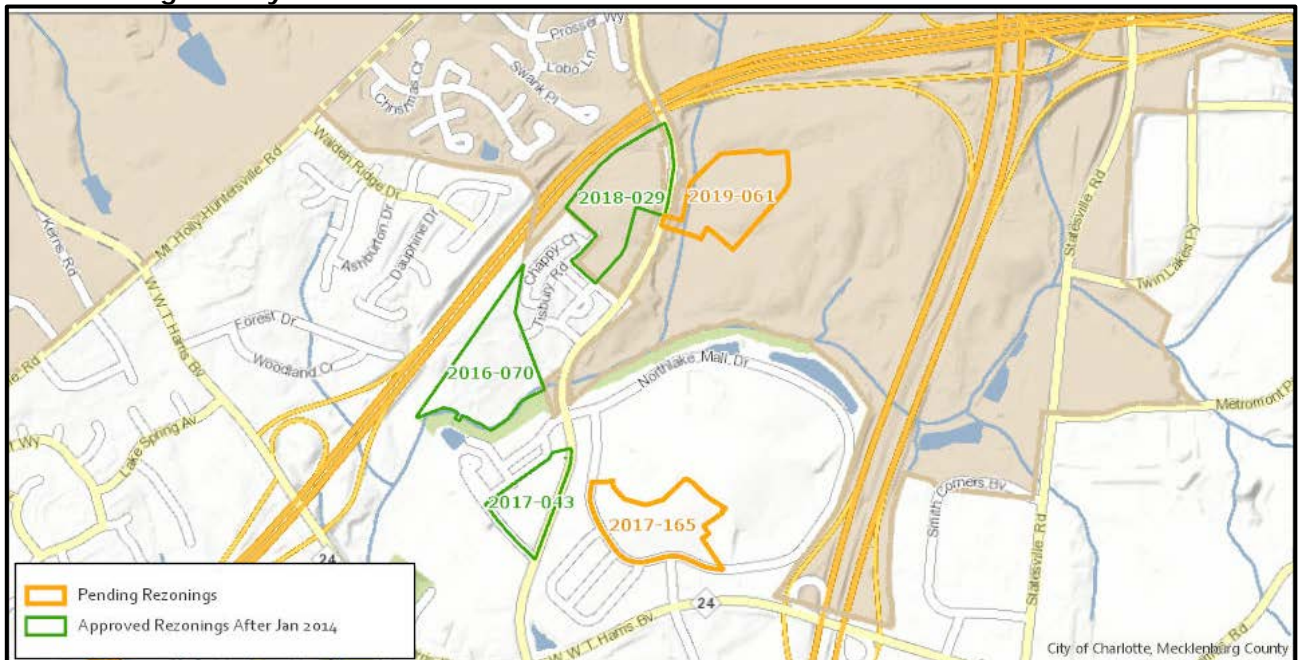 Prosser Wy
Lobo Ln
Swank Pl
Christmas Ct
Walden Ridge Dr
Mt Holly-Huntersville Rd
Kerns Rd
Ashburton Dr
Dauphine Dr
2018-029
2019-061
Statesville Rd
Twin Lakes Py
Chappy Ct
Tisbury Rd
W W T Harris Bv
Forest Dr
Woodland Cr
2016-070
Northlake Mall Dr
Lake Spring Av
2017-043
2017-165
Smith Corners Bv
Statesville Rd
24
24
W W T Harris Bv
Pending Rezonings
Approved Rezonings After Jan 2014
City of Charlotte, Mecklenburg County